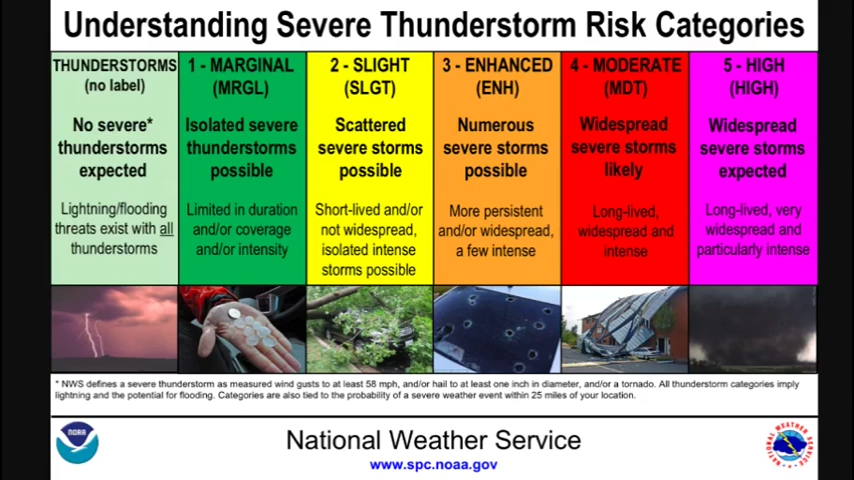 Understanding Severe Thunderstorm Risk Categories
THUNDERSTORMS
(no label)
No severe*
thunderstorms
expected
Lightning/flooding
threats exist with all
thunderstorms
1 - MARGINAL
(MRGL)
Isolated severe
thunderstorms
possible
Limited in duration
and/or coverage
and/or intensity
2 - SLIGHT
(SLGT)
Scattered
severe storms
possible
Short-lived and/or
not widespread,
isolated intense
storms possible
3 - ENHANCED
(ENH)
Numerous
severe storms
possible
More persistent
and/or widespread,
a few intense
4 - MODERATE
(MDT)
Widespread
severe storms
likely
Long-lived,
widespread and
intense
5 - HIGH
(HIGH)
Widespread
severe storms
expected
Long-lived, very
widespread and
particularly intense
* NWS defines a severe thunderstorm as measured wind gusts to at least 58 mph, and/or hail to at least one inch in diameter, and/or a tornado. All thunderstorm categories imply
lightning and the potential for flooding. Categories are also tied to the probability of a severe weather event within 25 miles of your location.
NOAA
National Weather Service
www.spc.noaa.gov
NATIONAL WEATHER SERVICE